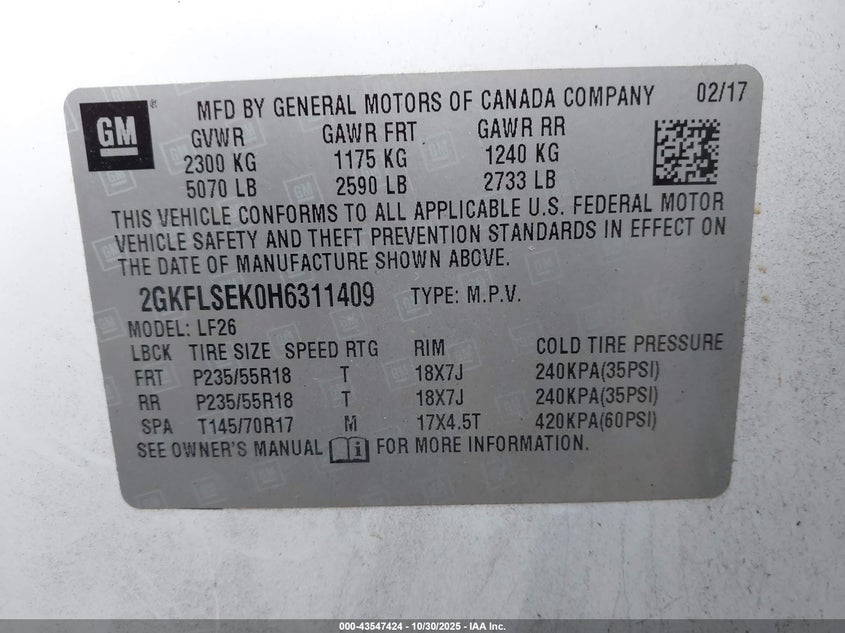 GM® MFD BY GENERAL MOTORS OF CANADA COMPANY 02/17
GVWR GAWR FRT GAWR RR
2300 KG 1175 KG 1240 KG
5070 LB 2590 LB 2733 LB
THIS VEHICLE CONFORMS TO ALL APPLICABLE U.S. FEDERAL MOTOR
VEHICLE SAFETY AND THEFT PREVENTION STANDARDS IN EFFECT ON
THE DATE OF MANUFACTURE SHOWN ABOVE.
2GKFLSEK0H6311409 TYPE: M.P.V.
MODEL: LF26
LBCK TIRE SIZE SPEED RTG RIM COLD TIRE PRESSURE
FRT P235/55R18 T 18X7J 240KPA(35PSI)
RR P235/55R18 T 18X7J 240KPA(35PSI)
SPA T145/70R17 M 17X4.5T 420KPA(60PSI)
SEE OWNER'S MANUAL i FOR MORE INFORMATION.
000-43547424 - 10/30/2025 - IAA Inc.